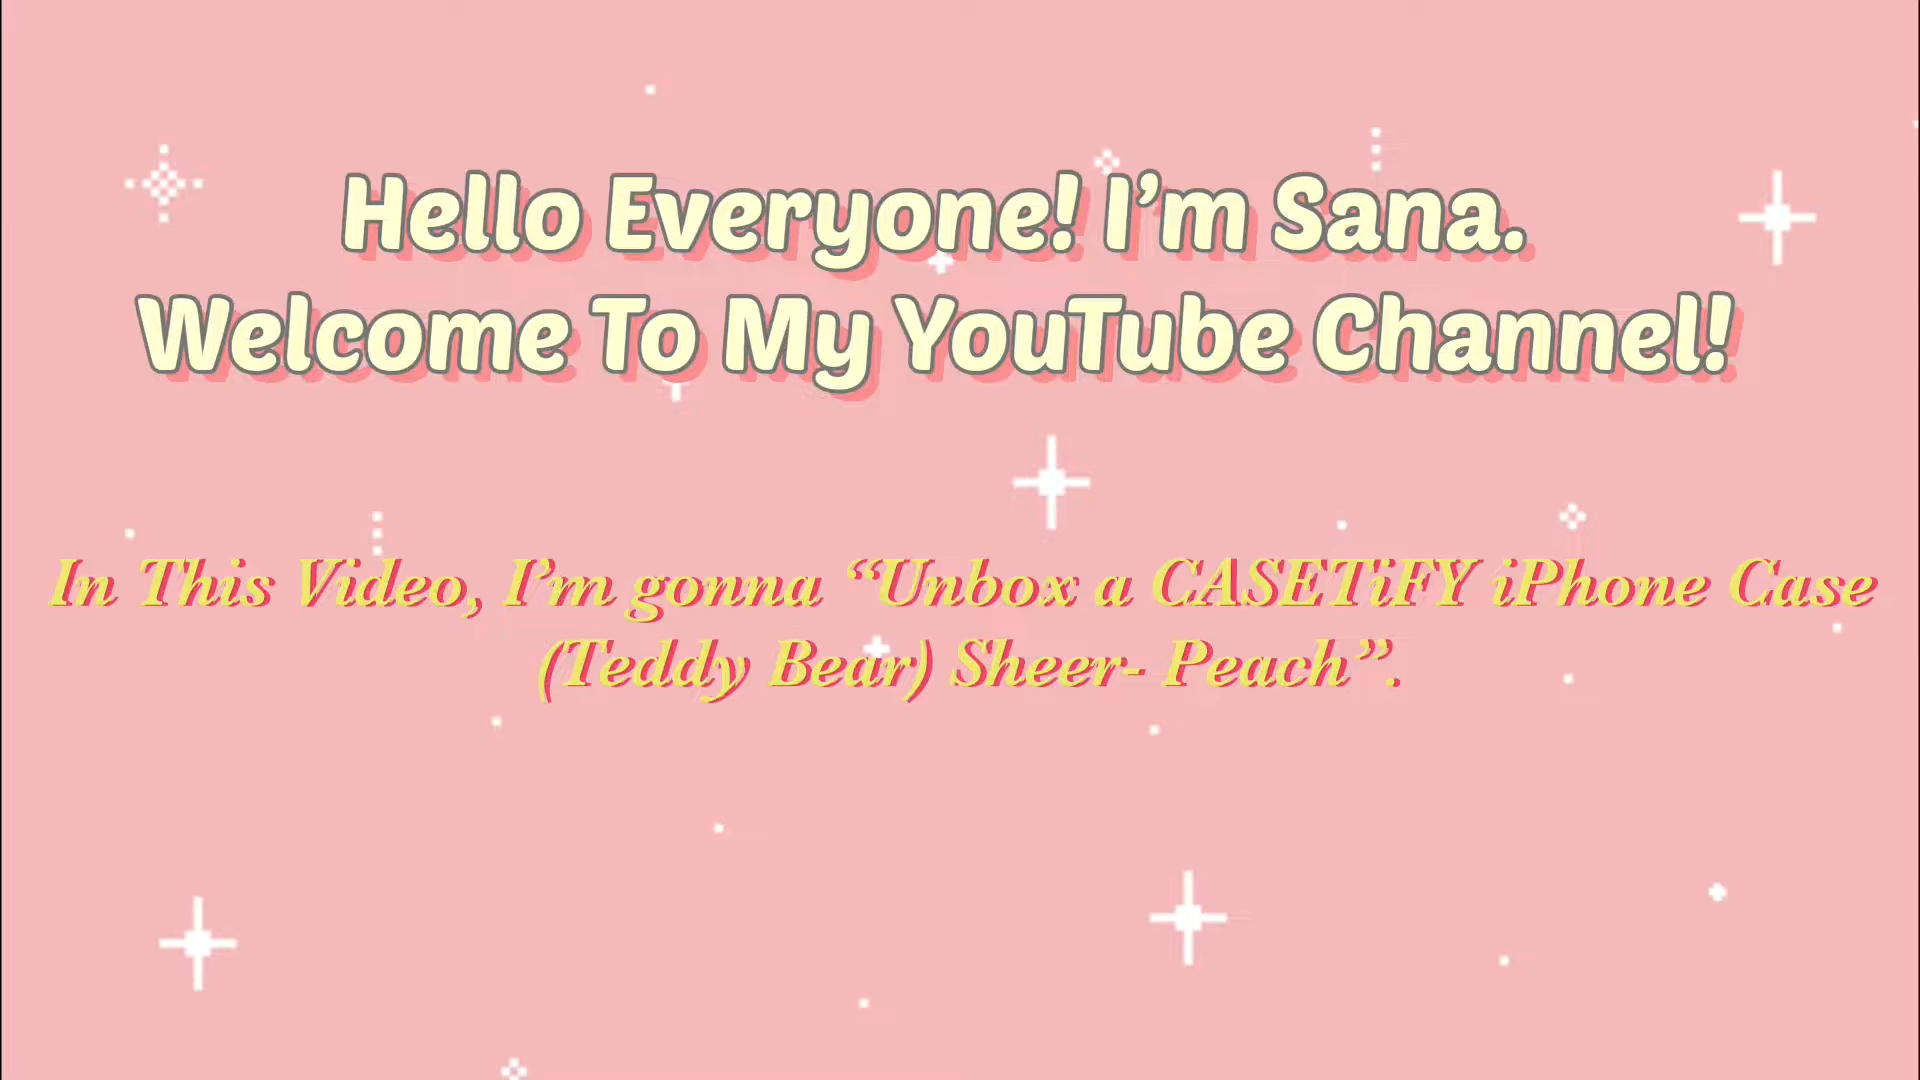 Hello Everyone! I’m Sana.
Welcome To My YouTube Channel!
In This Video, I’m gonna “Unbox a CASETiFY iPhone Case
(Teddy Bear) Sheer- Peach”.